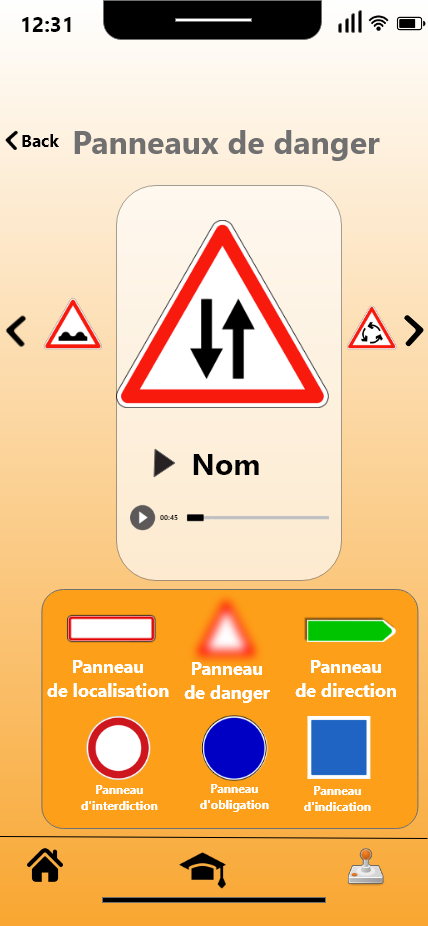 12:31
Back
Panneaux de danger
Nom
00:45
Panneau
de localisation
Panneau
de danger
Panneau
de direction
Panneau
d'interdiction
Panneau
d'obligation
Panneau
d'indication